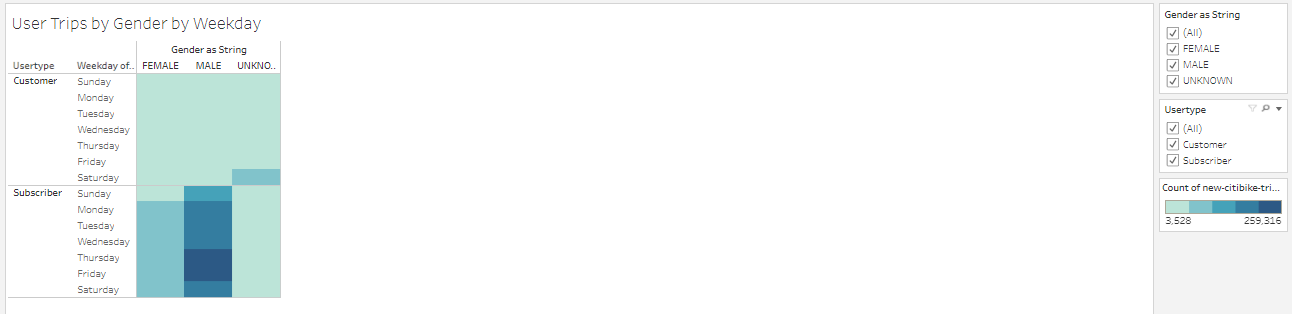 User Trips by Gender by Weekday
Gender as String
Usertype Weekday of.. FEMALE MALE UNKNO..
Customer Sunday
Monday
Tuesday
Wednesday
Thursday
Friday
Saturday
Subscriber Sunday
Monday
Tuesday
Wednesday
Thursday
Friday
Saturday
Gender as String
(All)
FEMALE
MALE
UNKNOWN
Usertype
(All)
Customer
Subscriber
Count of new-citibike-tri...
3,528 259,316